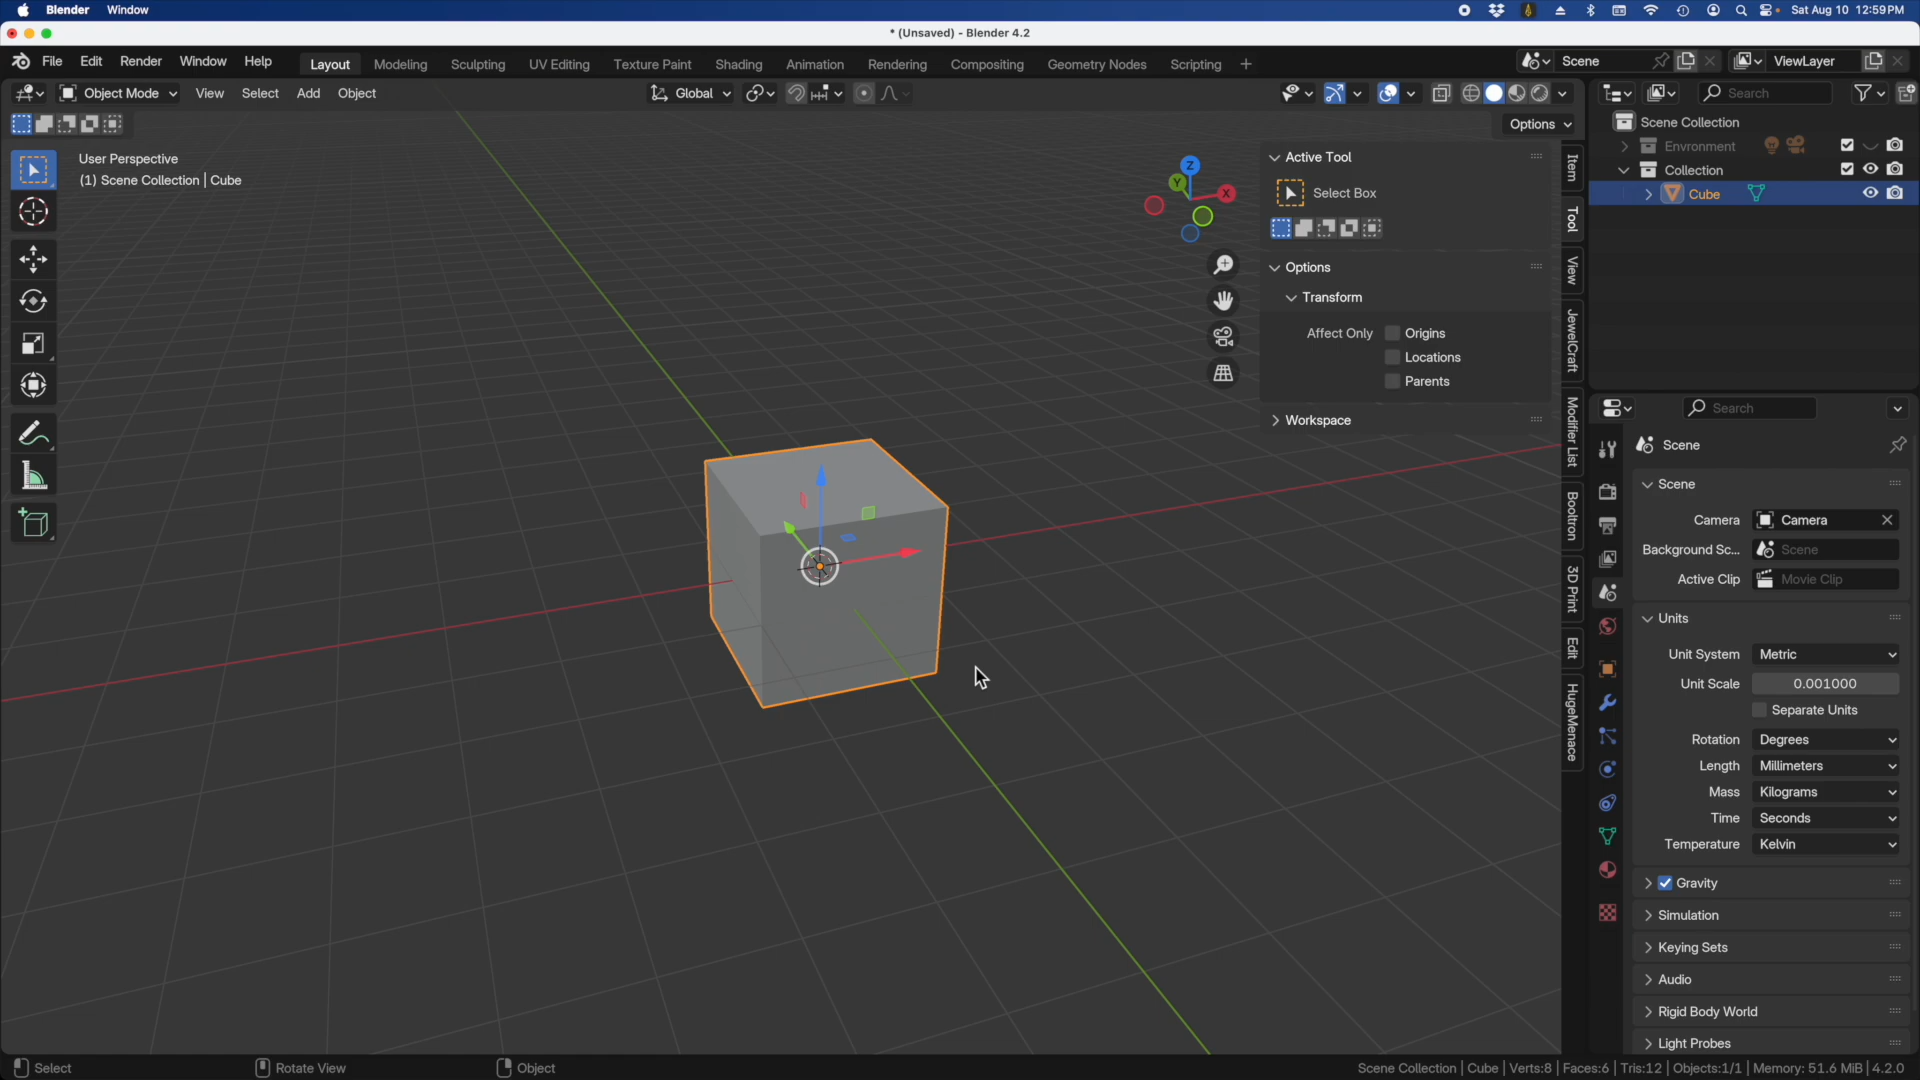 Blender Window Sat Aug 10 12:59 PM
* (Unsaved) - Blender 4.2
File Edit Render Window Help Layout Modeling Sculpting UV Editing Texture Paint Shading Animation Rendering Compositing Geometry Nodes Scripting + Scene ViewLayer
Object Mode View Select Add Object Global Search
Options
User Perspective
(1) Scene Collection | Cube
Z
Y
X
Active Tool
Select Box
Options
Transform
Affect Only Origins
Locations
Parents
Workspace
Item
Tool
View
JewelCraft
Modifier List
Booltron
3D Print
Edit
HugeMenace
Scene Collection
Environment
Collection
Cube
Search
Scene
Scene
Camera Camera
Background Sc... Scene
Active Clip Movie Clip
Units
Unit System Metric
Unit Scale 0.001000
Separate Units
Rotation Degrees
Length Millimeters
Mass Kilograms
Time Seconds
Temperature Kelvin
Gravity
Simulation
Keying Sets
Audio
Rigid Body World
Light Probes
Select Rotate View Object Scene Collection | Cube | Verts:8 | Faces:6 | Tris:12 | Objects:1/1 | Memory: 51.6 MiB | 4.2.0